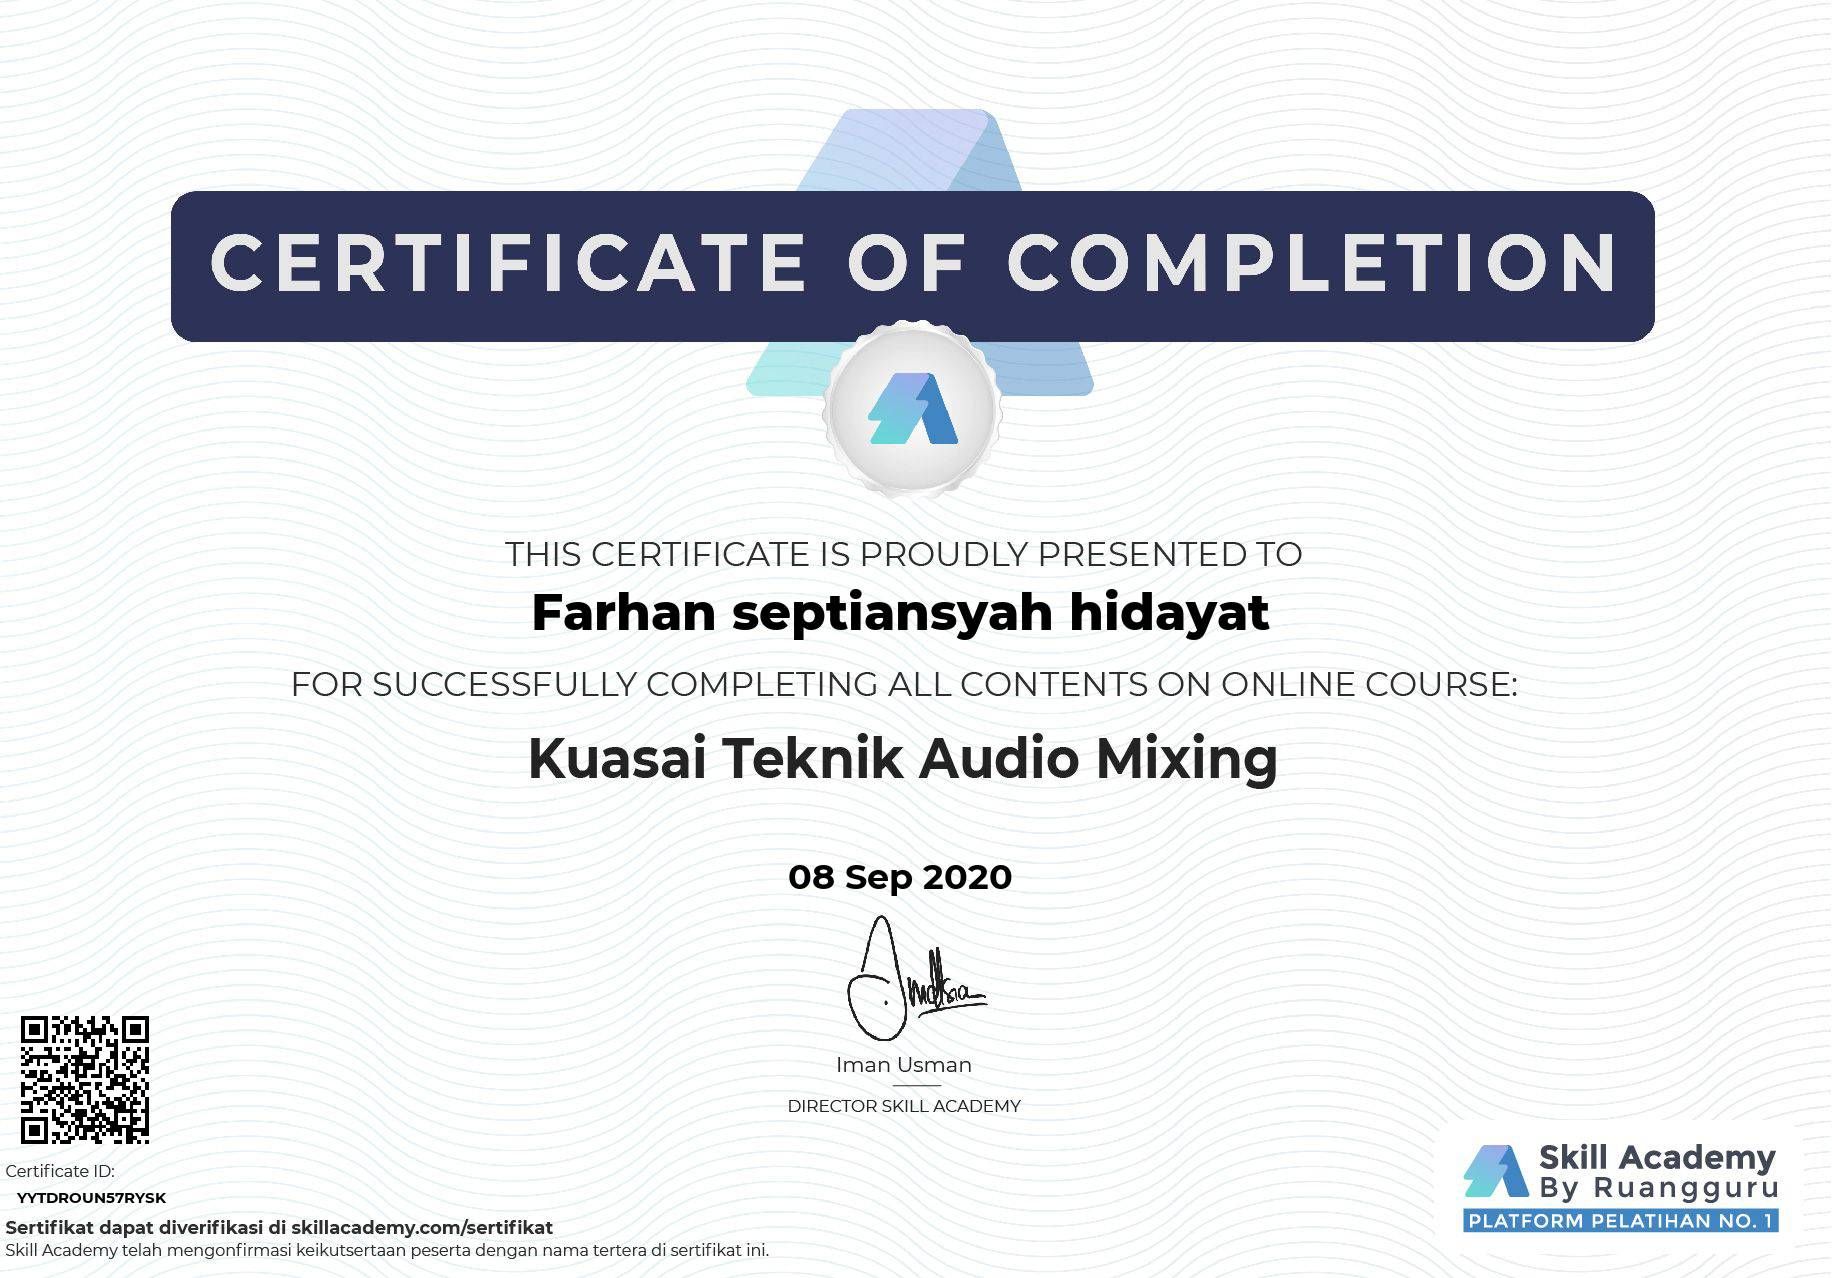 CERTIFICATE OF COMPLETION
THIS CERTIFICATE IS PROUDLY PRESENTED TO
Farhan septiansyah hidayat
FOR SUCCESSFULLY COMPLETING ALL CONTENTS ON ONLINE COURSE:
Kuasai Teknik Audio Mixing
08 Sep 2020
Iman Usman
DIRECTOR SKILL ACADEMY
Certificate ID:
YYTDROUN57RYSK
Sertifikat dapat diverifikasi di skillacademy.com/sertifikat
Skill Academy telah mengonfirmasi keikutsertaan peserta dengan nama tertera di sertifikat ini.
Skill Academy
By Ruangguru
PLATFORM PELATIHAN NO. 1